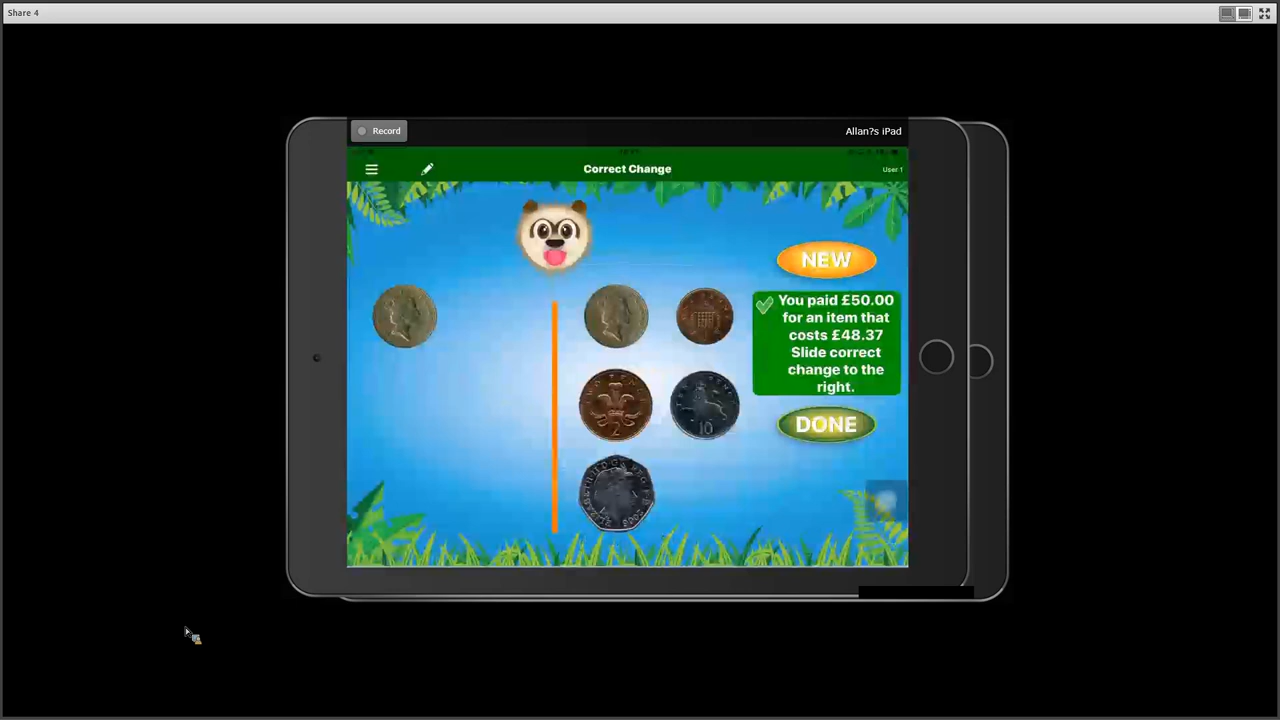 Share 4
Record
Allan?s iPad
Correct Change
User 1
NEW
You paid £50.00
for an item that
costs £48.37
Slide correct
change to the
right.
DONE
2
10